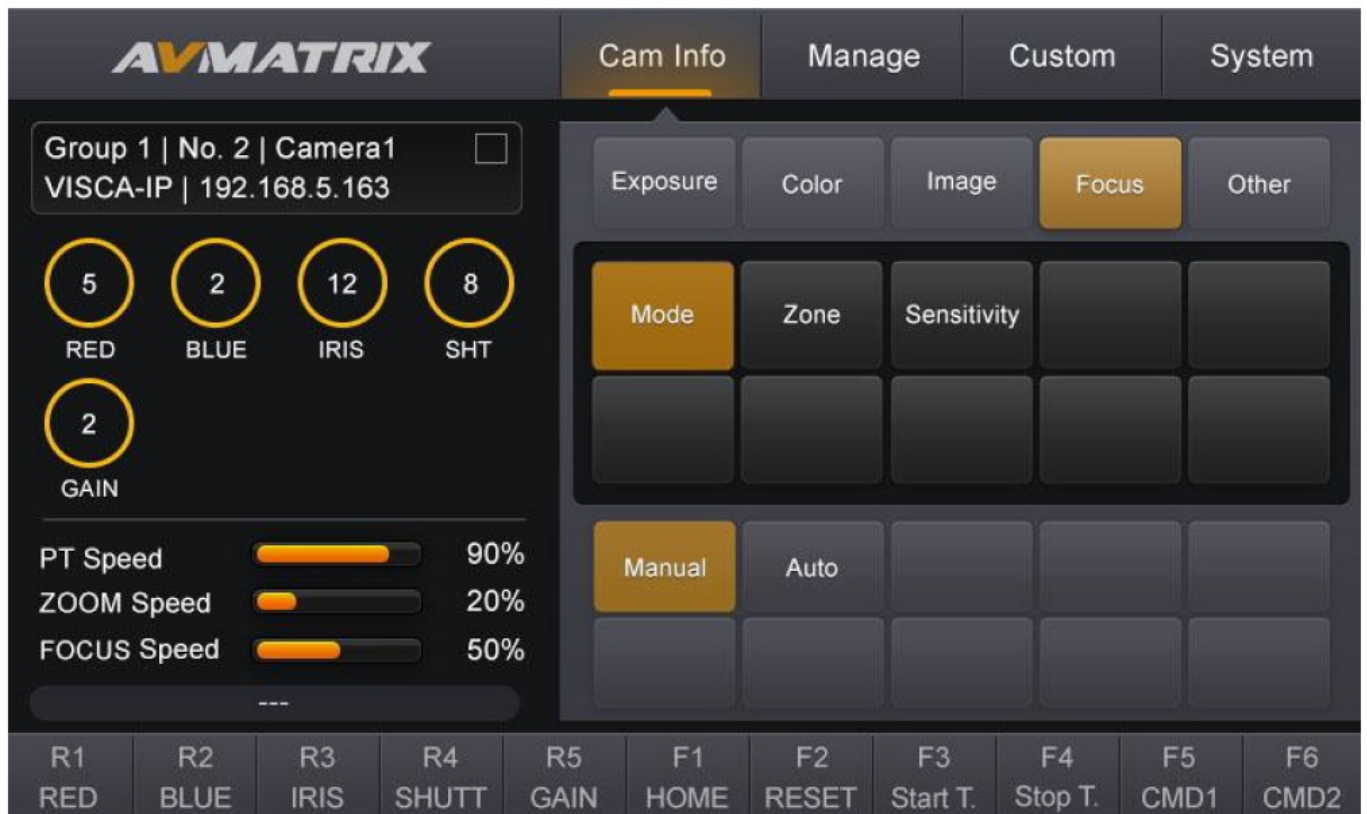 AVMATRIX
Cam Info Manage Custom System
Group 1 | No. 2 | Camera1
VISCA-IP | 192.168.5.163
5 2 12 8
RED BLUE IRIS SHT
2
GAIN
PT Speed 90%
ZOOM Speed 20%
FOCUS Speed 50%
---
Exposure Color Image Focus Other
Mode Zone Sensitivity
Manual Auto
R1 R2 R3 R4 R5 F1 F2 F3 F4 F5 F6
RED BLUE IRIS SHUTT GAIN HOME RESET Start T. Stop T. CMD1 CMD2